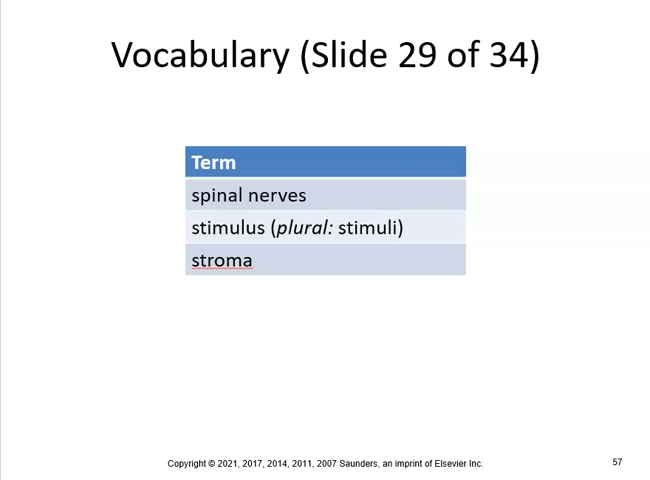 Vocabulary (Slide 29 of 34)
Term
spinal nerves
stimulus (plural: stimuli)
stroma
Copyright © 2021, 2017, 2014, 2011, 2007 Saunders, an imprint of Elsevier Inc.
57